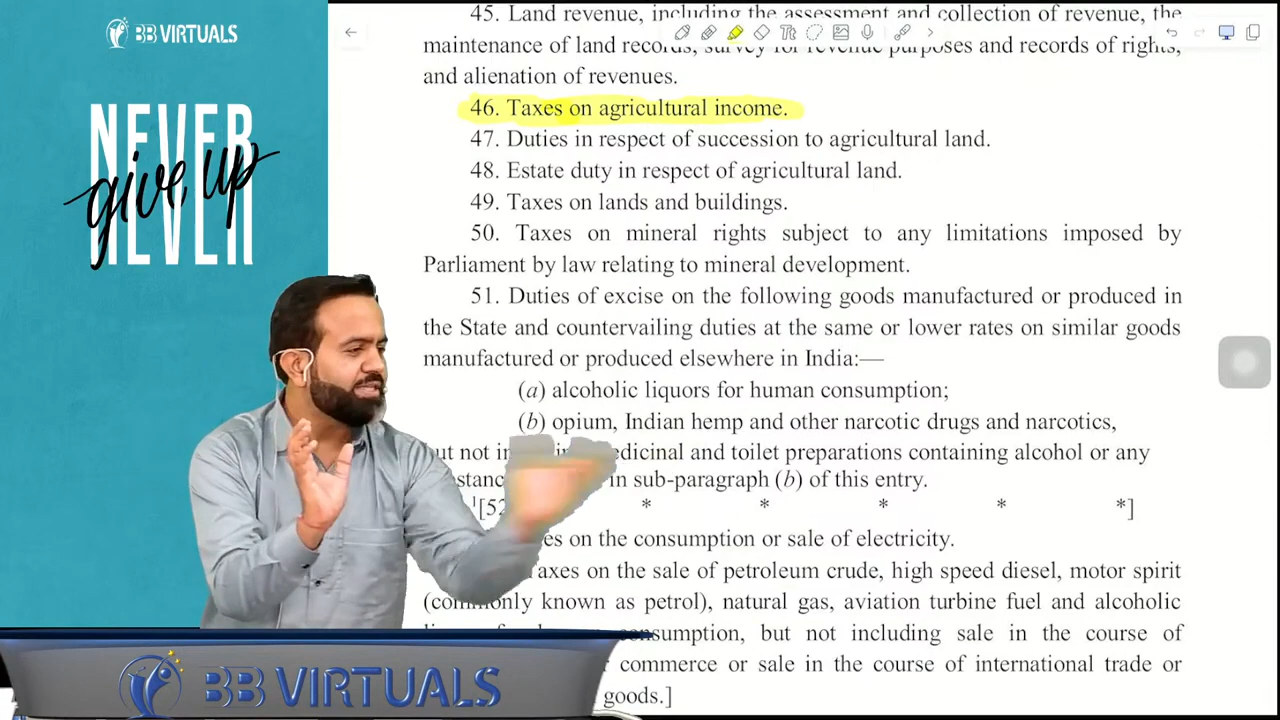 BB VIRTUALS
NEVER
give up
NEVER
45. Land revenue, including the assessment and collection of revenue, the
maintenance of land records, survey for revenue purposes and records of rights,
and alienation of revenues.
46. Taxes on agricultural income.
47. Duties in respect of succession to agricultural land.
48. Estate duty in respect of agricultural land.
49. Taxes on lands and buildings.
50. Taxes on mineral rights subject to any limitations imposed by
Parliament by law relating to mineral development.
51. Duties of excise on the following goods manufactured or produced in
the State and countervailing duties at the same or lower rates on similar goods
manufactured or produced elsewhere in India:—
(a) alcoholic liquors for human consumption;
(b) opium, Indian hemp and other narcotic drugs and narcotics,
but not medicinal and toilet preparations containing alcohol or any
in sub-paragraph (b) of this entry.
1[52 * * * * *]
on the consumption or sale of electricity.
Taxes on the sale of petroleum crude, high speed diesel, motor spirit
(commonly known as petrol), natural gas, aviation turbine fuel and alcoholic
consumption, but not including sale in the course of
commerce or sale in the course of international trade or
goods.]
BB VIRTUALS